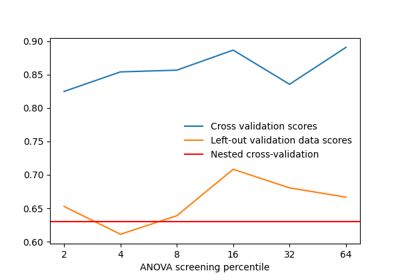 0.90
0.85
0.80
0.75
0.70
0.65
0.60
Cross validation scores
Left-out validation data scores
Nested cross-validation
2 4 8 16 32 64
ANOVA screening percentile